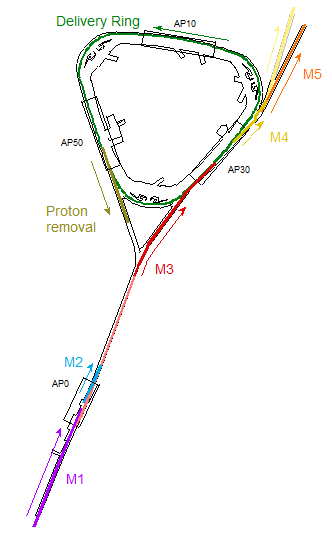 Delivery Ring
AP10
M5
M4
AP50
AP30
Proton
removal
M3
M2
AP0
M1